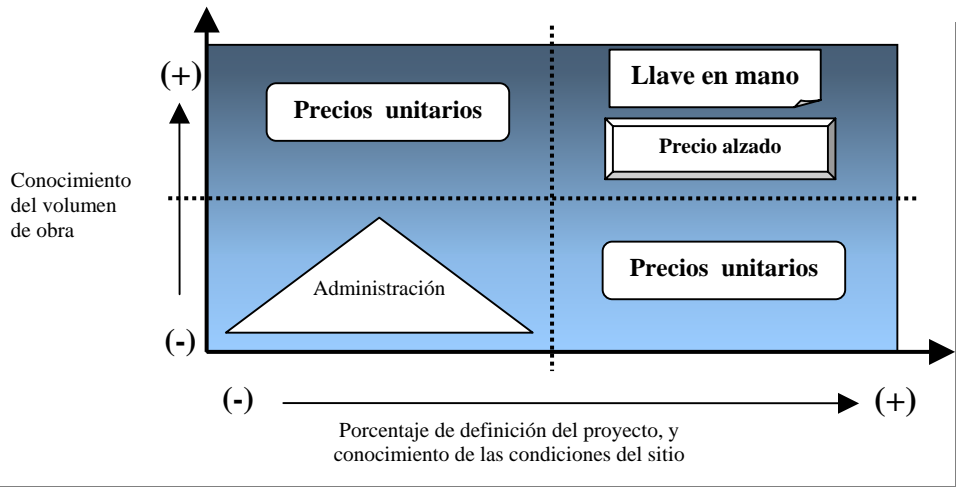 (+)
Llave en mano
Precios unitarios
Precio alzado
Conocimiento
del volumen
de obra
Precios unitarios
Administración
(-)
(-)
(+)
Porcentaje de definición del proyecto, y
conocimiento de las condiciones del sitio